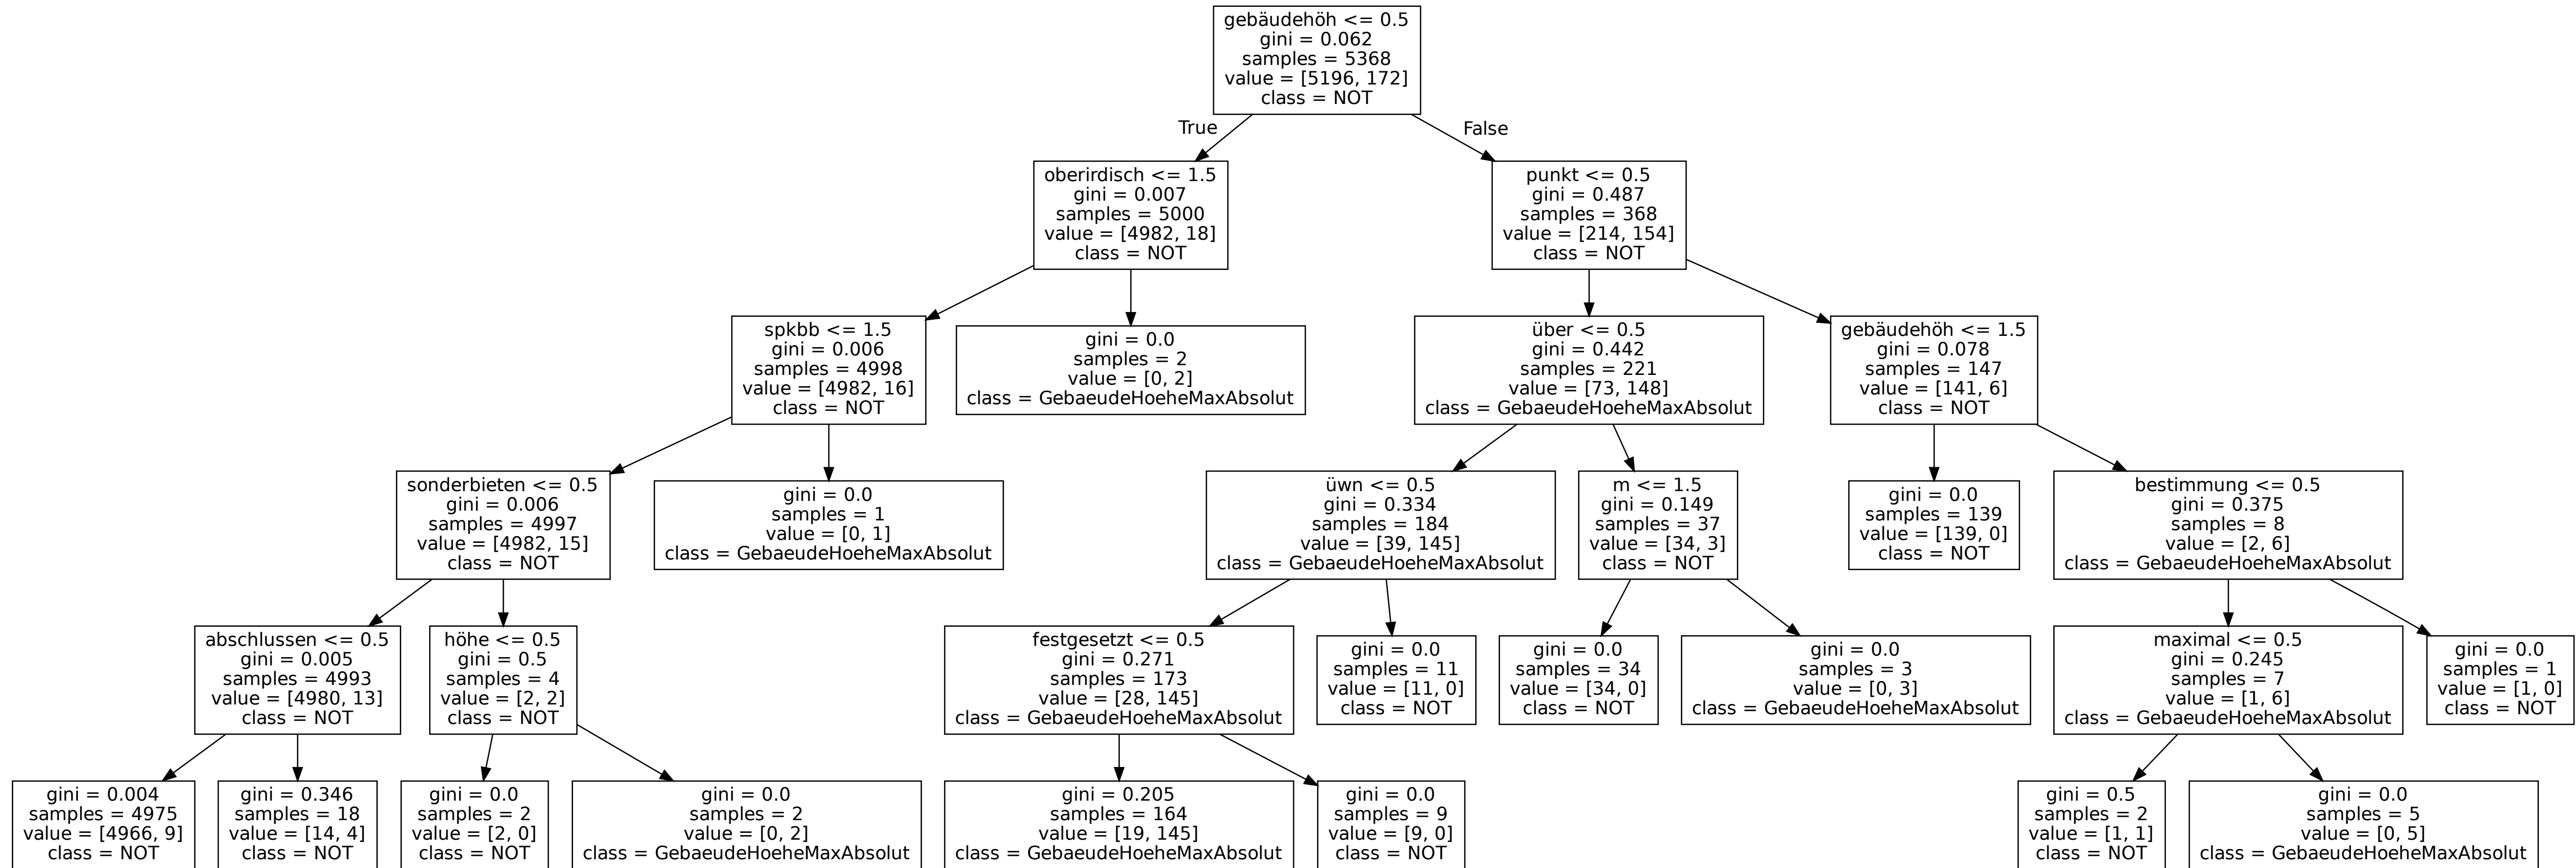 gebäudehöh <= 0.5
gini = 0.062
samples = 5368
value = [5196, 172]
class = NOT
True
False
oberirdisch <= 1.5
gini = 0.007
samples = 5000
value = [4982, 18]
class = NOT
punkt <= 0.5
gini = 0.487
samples = 368
value = [214, 154]
class = NOT
spkbb <= 1.5
gini = 0.006
samples = 4998
value = [4982, 16]
class = NOT
gini = 0.0
samples = 2
value = [0, 2]
class = GebaeudeHoeheMaxAbsolut
über <= 0.5
gini = 0.442
samples = 221
value = [73, 148]
class = GebaeudeHoeheMaxAbsolut
gebäudehöh <= 1.5
gini = 0.078
samples = 147
value = [141, 6]
class = NOT
sonderbieten <= 0.5
gini = 0.006
samples = 4997
value = [4982, 15]
class = NOT
gini = 0.0
samples = 1
value = [0, 1]
class = GebaeudeHoeheMaxAbsolut
üwn <= 0.5
gini = 0.334
samples = 184
value = [39, 145]
class = GebaeudeHoeheMaxAbsolut
m <= 1.5
gini = 0.149
samples = 37
value = [34, 3]
class = NOT
gini = 0.0
samples = 139
value = [139, 0]
class = NOT
bestimmung <= 0.5
gini = 0.375
samples = 8
value = [2, 6]
class = GebaeudeHoeheMaxAbsolut
abschlussen <= 0.5
gini = 0.005
samples = 4993
value = [4980, 13]
class = NOT
höhe <= 0.5
gini = 0.5
samples = 4
value = [2, 2]
class = NOT
festgesetzt <= 0.5
gini = 0.271
samples = 173
value = [28, 145]
class = GebaeudeHoeheMaxAbsolut
gini = 0.0
samples = 11
value = [11, 0]
class = NOT
gini = 0.0
samples = 34
value = [34, 0]
class = NOT
gini = 0.0
samples = 3
value = [0, 3]
class = GebaeudeHoeheMaxAbsolut
maximal <= 0.5
gini = 0.245
samples = 7
value = [1, 6]
class = GebaeudeHoeheMaxAbsolut
gini = 0.0
samples = 1
value = [1, 0]
class = NOT
gini = 0.004
samples = 4975
value = [4966, 9]
class = NOT
gini = 0.346
samples = 18
value = [14, 4]
class = NOT
gini = 0.0
samples = 2
value = [2, 0]
class = NOT
gini = 0.0
samples = 2
value = [0, 2]
class = GebaeudeHoeheMaxAbsolut
gini = 0.205
samples = 164
value = [19, 145]
class = GebaeudeHoeheMaxAbsolut
gini = 0.0
samples = 9
value = [9, 0]
class = NOT
gini = 0.5
samples = 2
value = [1, 1]
class = NOT
gini = 0.0
samples = 5
value = [0, 5]
class = GebaeudeHoeheMaxAbsolut